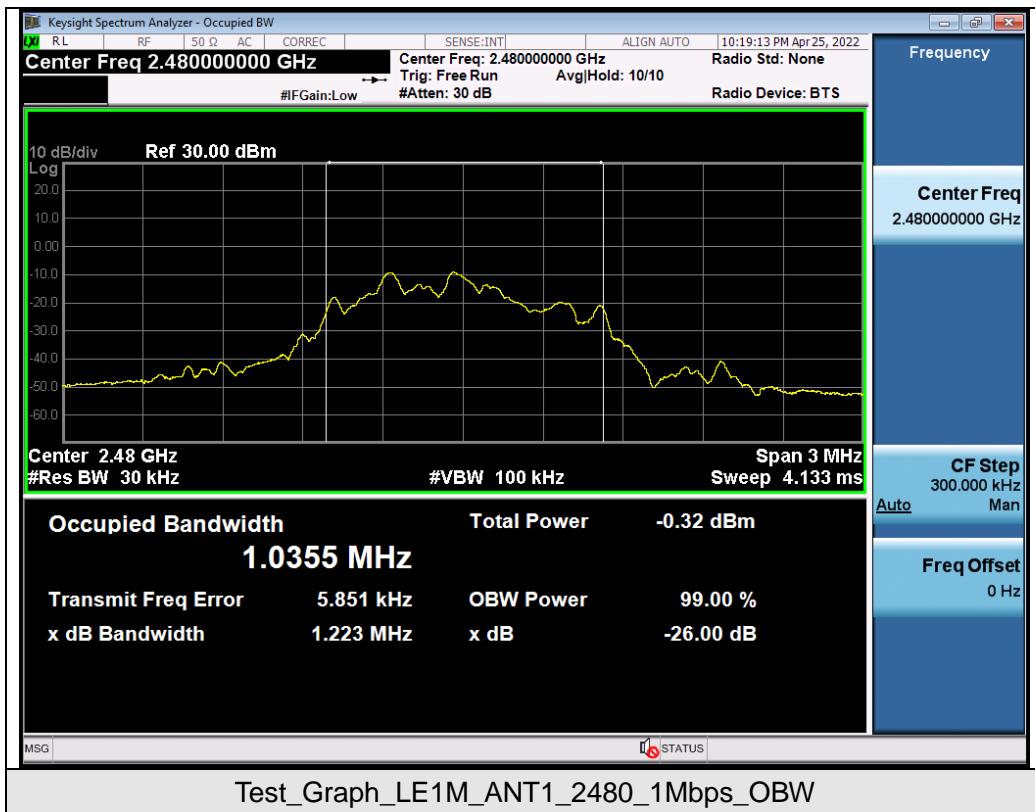 Keysight Spectrum Analyzer - Occupied BW
LXI RL RF 50 Ω AC CORREC SENSE:INT ALIGN AUTO 10:19:13 PM Apr 25, 2022
Center Freq 2.480000000 GHz
Center Freq: 2.480000000 GHz
Radio Std: None
Trig: Free Run Avg|Hold: 10/10
#IFGain:Low
#Atten: 30 dB
Radio Device: BTS
Frequency
10 dB/div Ref 30.00 dBm
Log
20.0
10.0
0.00
-10.0
-20.0
-30.0
-40.0
-50.0
-60.0
Center 2.48 GHz
Span 3 MHz
#Res BW 30 kHz
#VBW 100 kHz
Sweep 4.133 ms
Center Freq
2.480000000 GHz
CF Step
300.000 kHz
Auto Man
Freq Offset
0 Hz
Occupied Bandwidth
1.0355 MHz
Total Power -0.32 dBm
Transmit Freq Error 5.851 kHz
OBW Power 99.00 %
x dB Bandwidth 1.223 MHz
x dB -26.00 dB
MSG
STATUS
Test_Graph_LE1M_ANT1_2480_1Mbps_OBW